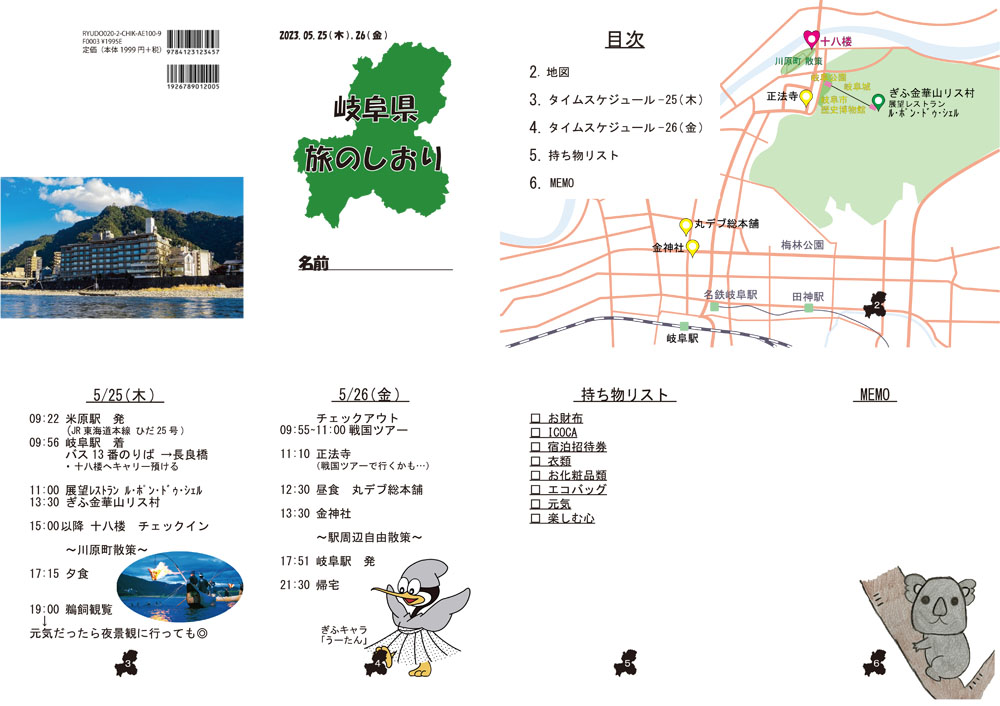 RYUDO020-2-CHIK-AE100-9
F0003 ¥1995E
定価(本体 1999 円+税)
9784123123457
1926789012005
2023. 05. 25(木), 26(金)
岐阜県
旅のしおり
名前
目次
2. 地図
3. タイムスケジュール-25(木)
4. タイムスケジュール-26(金)
5. 持ち物リスト
6. MEMO
十八楼
川原町 散策
長良公園
岐阜城
正法寺
岐阜市
歴史博物館
ぎふ金華山リス村
展望レストラン
ル・ボン・ドゥ・シェル
丸デブ総本舗
金神社
梅林公園
名鉄岐阜駅
田神駅
岐阜駅
2
5/25(木)
09:22 米原駅 発
(JR東海道本線 ひだ25号)
09:56 岐阜駅 着
バス13番のりば →長良橋
・十八楼へキャリー預ける
11:00 展望レストラン ル・ボン・ドゥ・シェル
13:30 ぎふ金華山リス村
15:00以降 十八楼 チェックイン
~川原町散策~
17:15 夕食
19:00 鵜飼観覧
↓
元気だったら夜景観に行っても◎
3
5/26(金)
チェックアウト
09:55~11:00 戦国ツアー
11:10 正法寺
(戦国ツアーで行くかも…)
12:30 昼食 丸デブ総本舗
13:30 金神社
~駅周辺自由散策~
17:51 岐阜駅 発
21:30 帰宅
ぎふキャラ
「うーたん」
4
持ち物リスト
□ お財布
□ ICOCA
□ 宿泊招待券
□ 衣類
□ お化粧品類
□ エコバッグ
□ 元気
□ 楽しむ心
5
MEMO
6